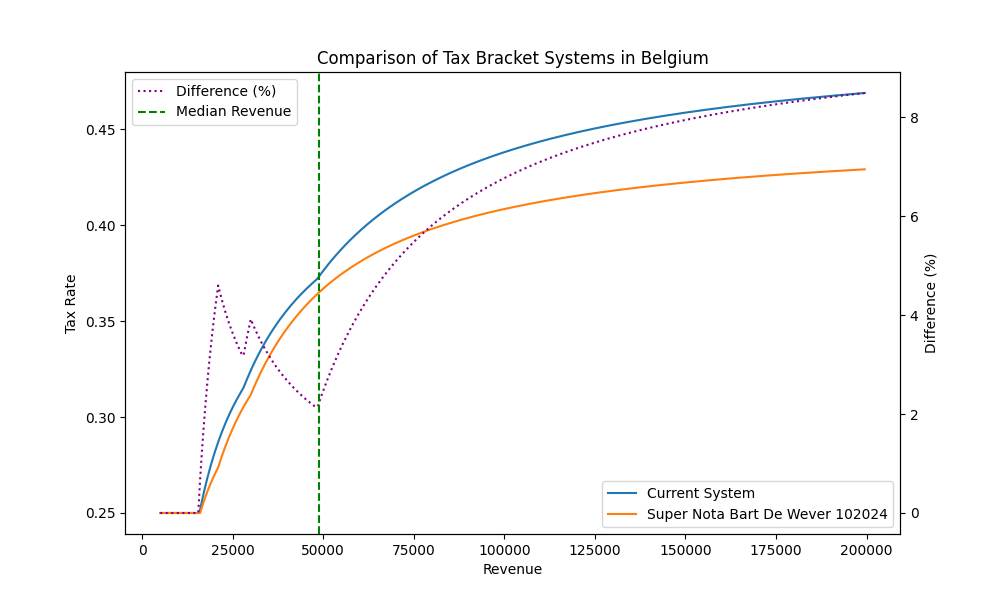 Comparison of Tax Bracket Systems in Belgium
Difference (%)
Median Revenue
Tax Rate
0.45
0.40
0.35
0.30
0.25
8
6
4
2
0
Difference (%)
Current System
Super Nota Bart De Wever 102024
0 25000 50000 75000 100000 125000 150000 175000 200000
Revenue